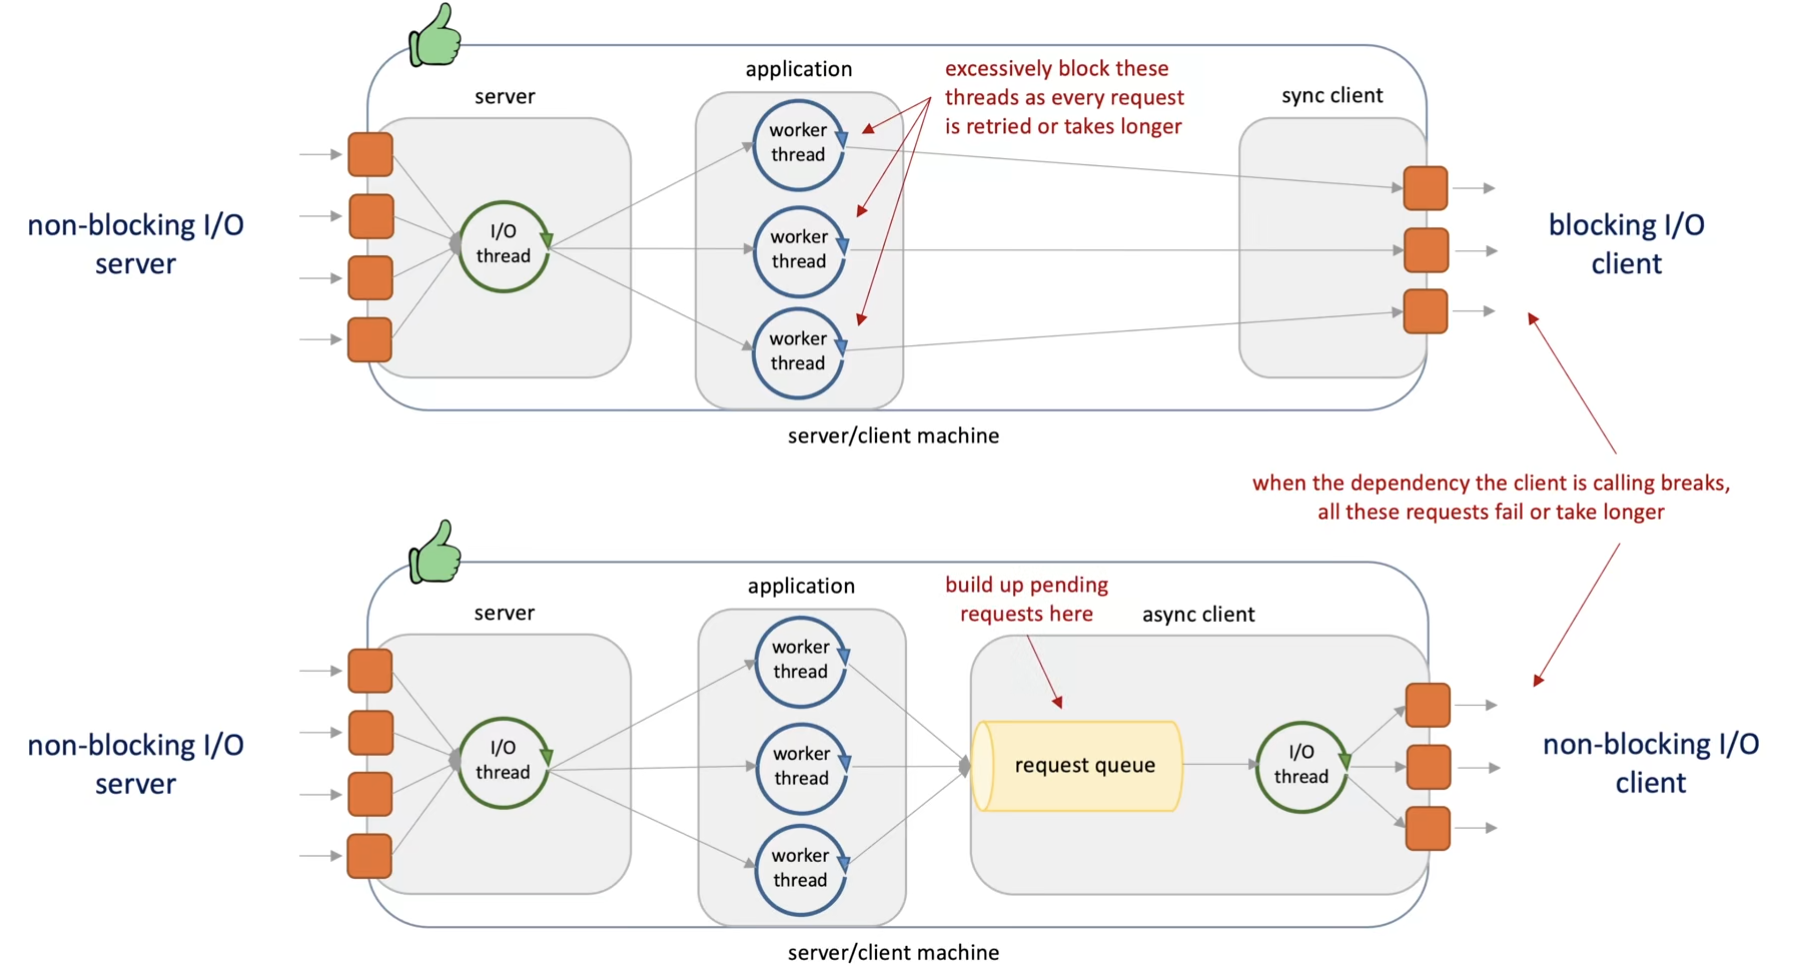 application
excessively block these
threads as every request
is retried or takes longer
server
sync client
worker
thread
non-blocking I/O
server
I/O
thread
worker
thread
blocking I/O
client
worker
thread
server/client machine
when the dependency the client is calling breaks,
all these requests fail or take longer
application
build up pending
requests here
server
async client
worker
thread
non-blocking I/O
server
I/O
thread
worker
thread
request queue
I/O
thread
non-blocking I/O
client
worker
thread
server/client machine